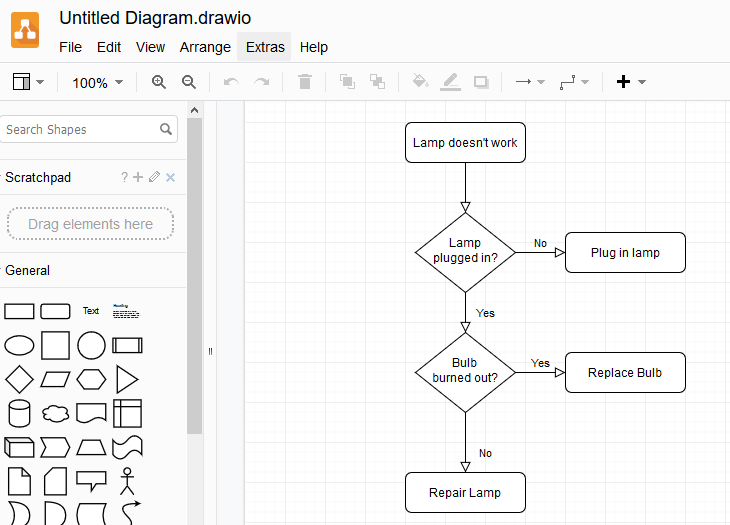 Untitled Diagram.drawio
File Edit View Arrange Extras Help
100%
Search Shapes
Scratchpad
?
Drag elements here
General
Text
Heading
Lamp doesn't work
Lamp
plugged in?
No
Plug in lamp
Yes
Bulb
burned out?
Yes
Replace Bulb
No
Repair Lamp